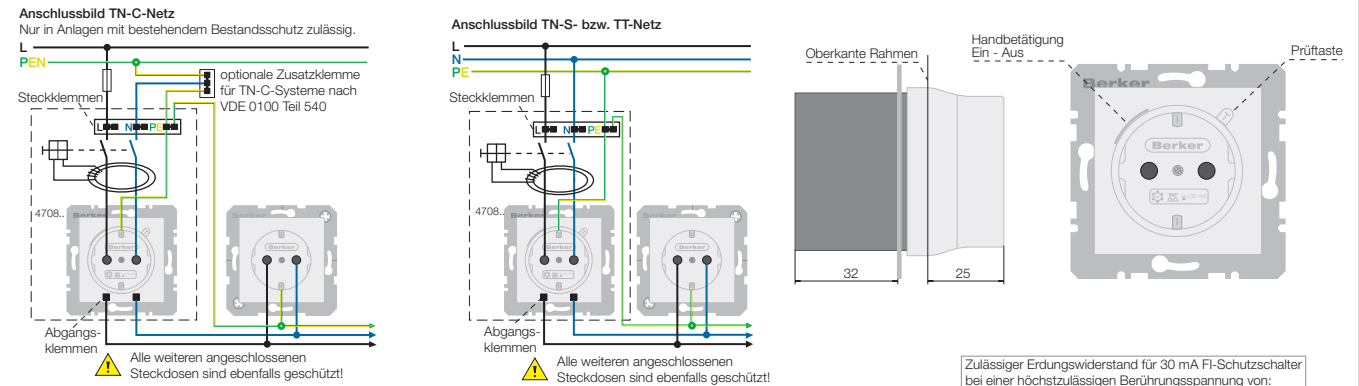 Anschlussbild TN-C-Netz
Nur in Anlagen mit bestehendem Bestandsschutz zulässig.
L
PEN
optionale Zusatzklemme
für TN-C-Systeme nach
VDE 0100 Teil 540
Steckklemmen
L N PE
4708..
Berker
Berker
Berker
Berker
Abgangs-
klemmen
Alle weiteren angeschlossenen
Steckdosen sind ebenfalls geschützt!
Anschlussbild TN-S- bzw. TT-Netz
L
N
PE
Steckklemmen
L N PE
4708..
Berker
Berker
Berker
Berker
Abgangs-
klemmen
Alle weiteren angeschlossenen
Steckdosen sind ebenfalls geschützt!
Oberkante Rahmen
32
25
Handbetätigung
Ein - Aus
Prüftaste
Berker
Berker
T
Zulässiger Erdungswiderstand für 30 mA FI-Schutzschalter
bei einer höchstzulässigen Berührungsspannung von: